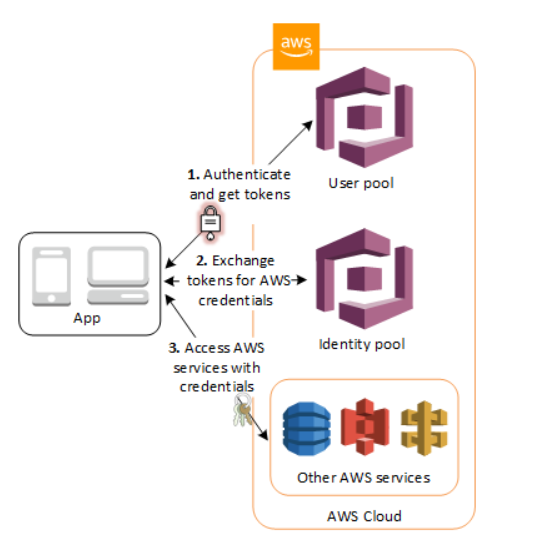 aws
1. Authenticate
and get tokens
User pool
2. Exchange
tokens for AWS
credentials
App
Identity pool
3. Access AWS
services with
credentials
Other AWS services
AWS Cloud